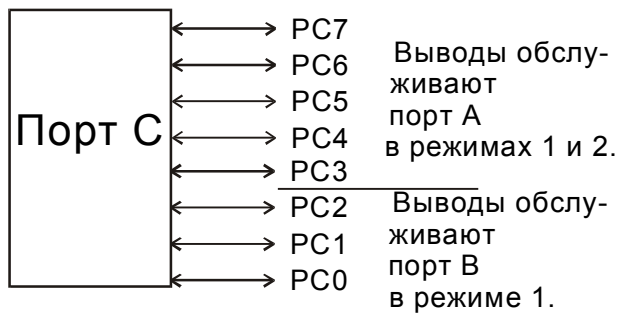 Порт С
PC7
PC6
PC5
PC4
PC3
PC2
PC1
PC0
Выводы обслу-
живают
порт А
в режимах 1 и 2.
Выводы обслу-
живают
порт В
в режиме 1.